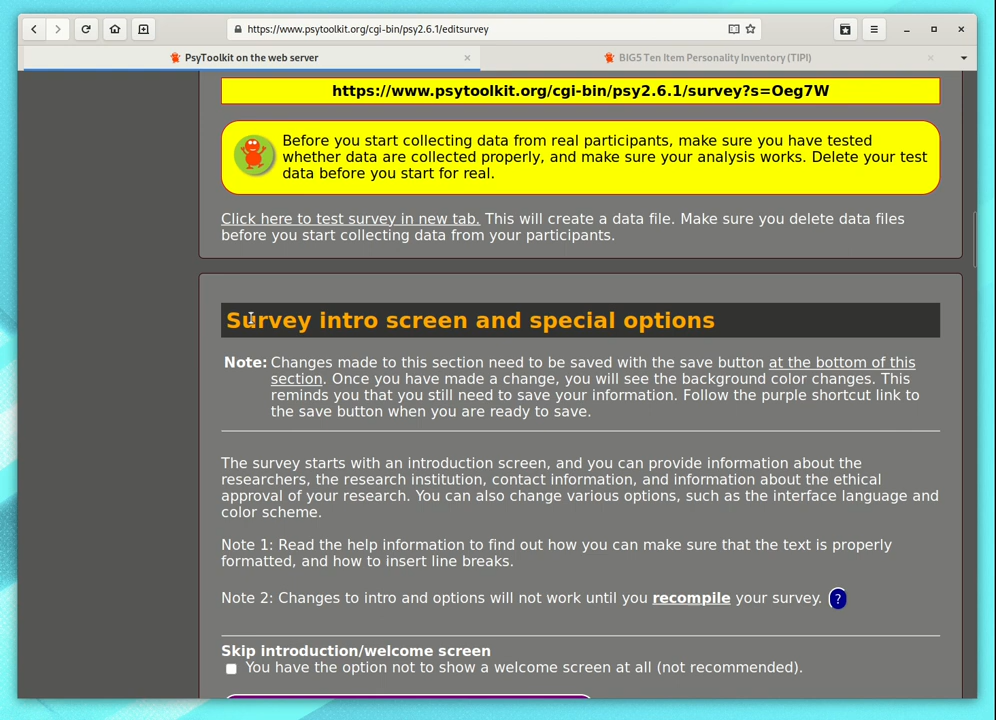 https://www.psytoolkit.org/cgi-bin/psy2.6.1/editsurvey
PsyToolkit on the web server
BIG5 Ten Item Personality Inventory (TIPI)
https://www.psytoolkit.org/cgi-bin/psy2.6.1/survey?s=Oeg7W
Before you start collecting data from real participants, make sure you have tested
whether data are collected properly, and make sure your analysis works. Delete your test
data before you start for real.
Click here to test survey in new tab. This will create a data file. Make sure you delete data files
before you start collecting data from your participants.
Survey intro screen and special options
Note: Changes made to this section need to be saved with the save button at the bottom of this
section. Once you have made a change, you will see the background color changes. This
reminds you that you still need to save your information. Follow the purple shortcut link to
the save button when you are ready to save.
The survey starts with an introduction screen, and you can provide information about the
researchers, the research institution, contact information, and information about the ethical
approval of your research. You can also change various options, such as the interface language and
color scheme.
Note 1: Read the help information to find out how you can make sure that the text is properly
formatted, and how to insert line breaks.
Note 2: Changes to intro and options will not work until you recompile your survey. ?
Skip introduction/welcome screen
You have the option not to show a welcome screen at all (not recommended).